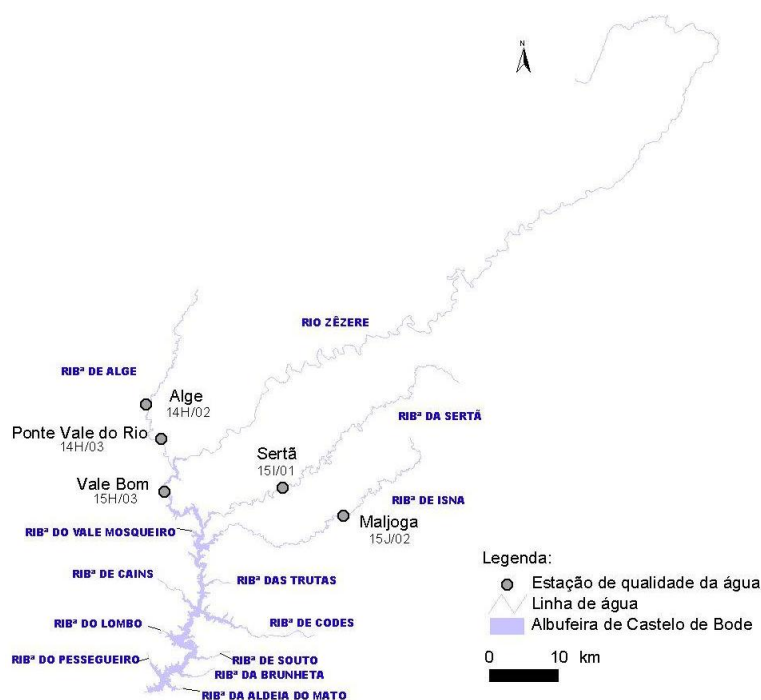 N
RIO ZÊZERE
RIBª DE ALGE
Alge
14H/02
RIBª DA SERTÃ
Ponte Vale do Rio
14H/03
Sertã
15I/01
Vale Bom
15H/03
RIBª DE ISNA
Maljoga
15J/02
RIBª DO VALE MOSQUEIRO
Legenda:
RIBª DE CAINS
RIBª DAS TRUTAS
Estação de qualidade da água
Linha de água
RIBª DO LOMBO
RIBª DE CODES
Albufeira de Castelo de Bode
RIBª DO PESSEGUEIRO
RIBª DE SOUTO
0 10 km
RIBª DA BRUNHETA
RIBª DA ALDEIA DO MATO